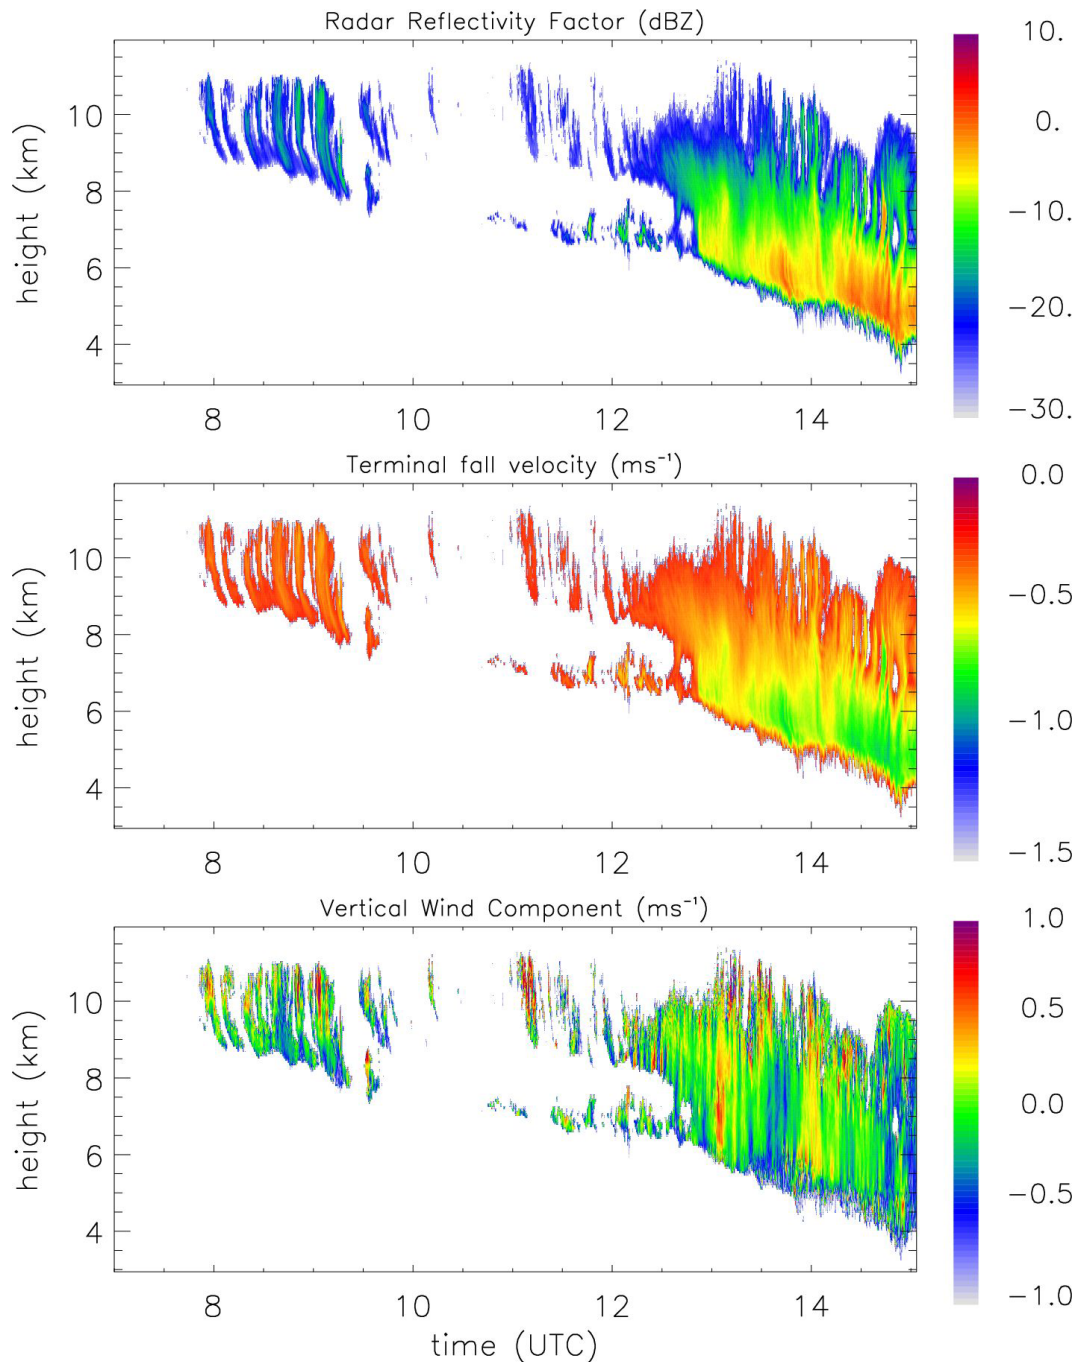 Radar Reflectivity Factor (dBZ)
10.
10
0.
height (km)
8
−10.
6
−20.
4
8 10 12 14
−30.
Terminal fall velocity (ms⁻¹)
0.0
10
−0.5
height (km)
8
6
−1.0
4
8 10 12 14
−1.5
Vertical Wind Component (ms⁻¹)
1.0
10
0.5
height (km)
8
0.0
6
−0.5
4
8 10 12 14
−1.0
time (UTC)